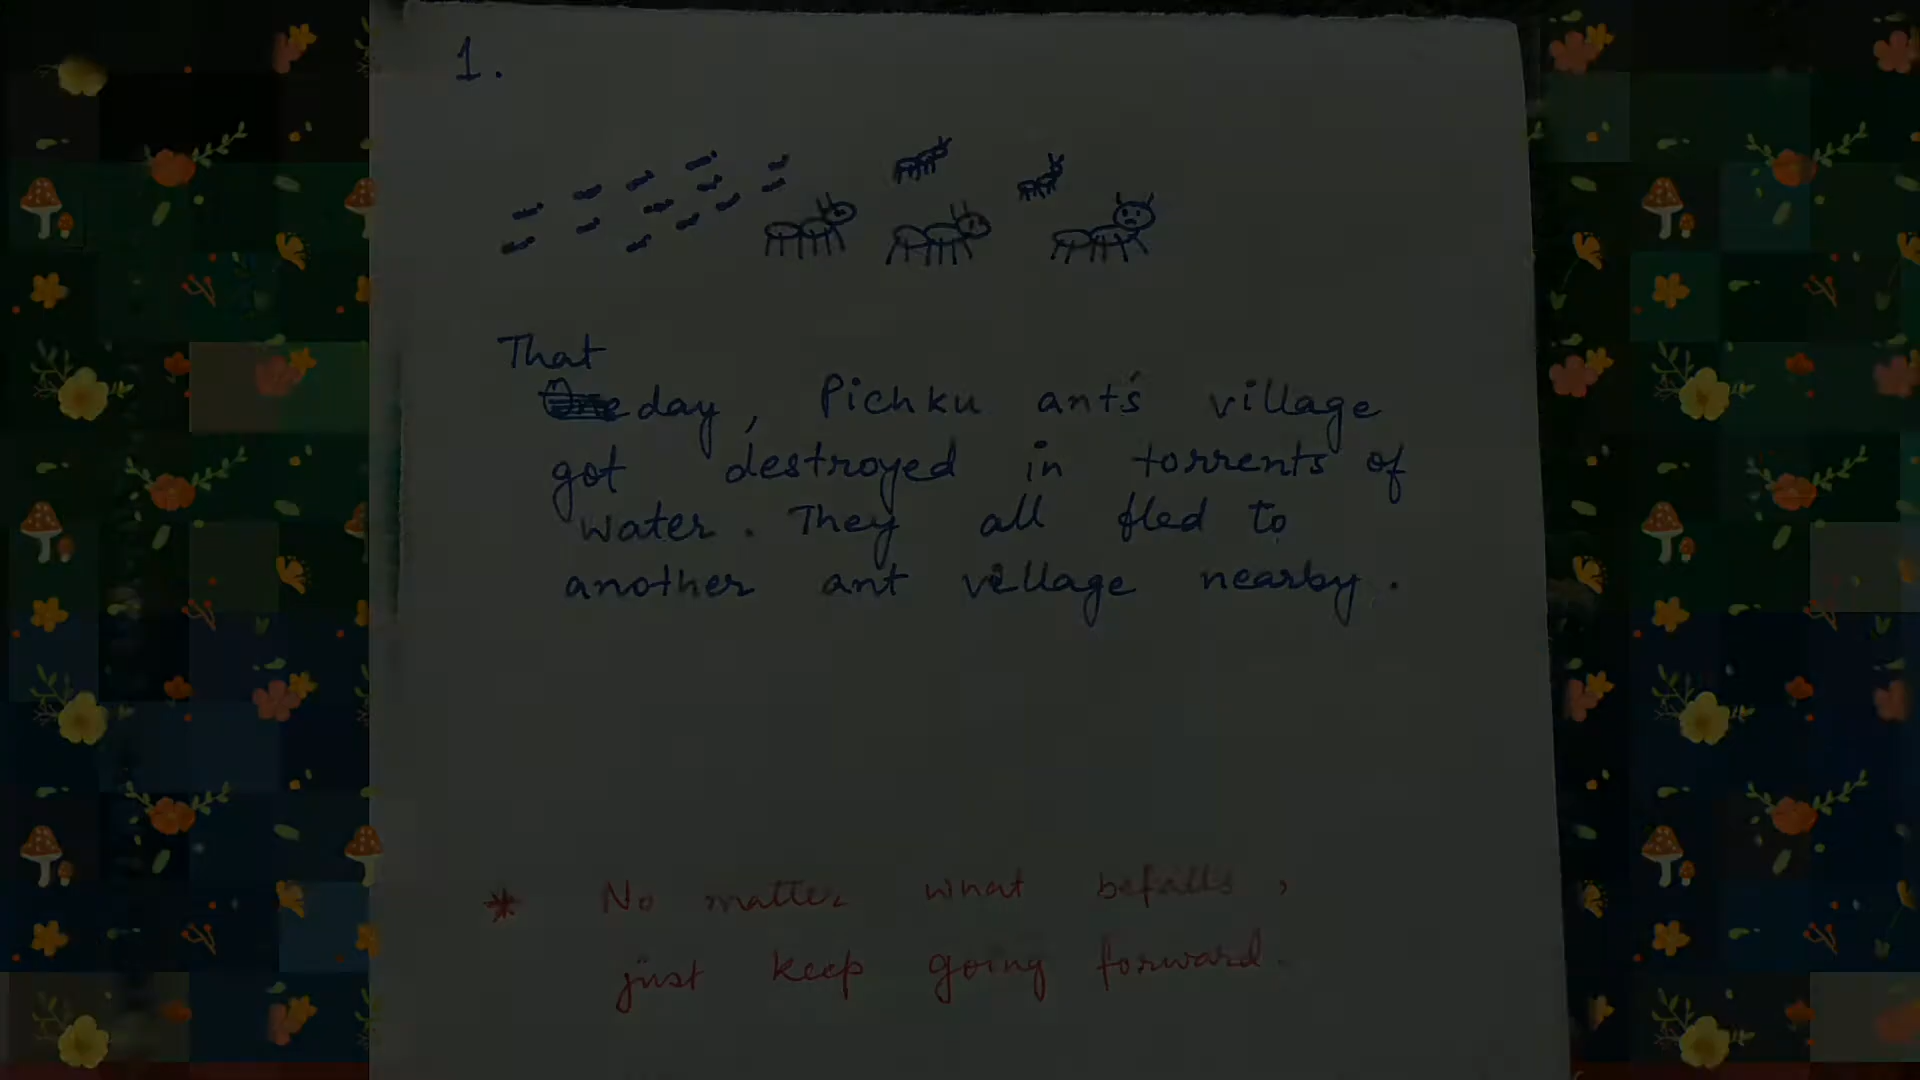 1.
That
day, Pichku ant's village
got destroyed in torrents of
water. They all fled to
another ant village nearby.
* No matter what befalls,
just keep going forward.